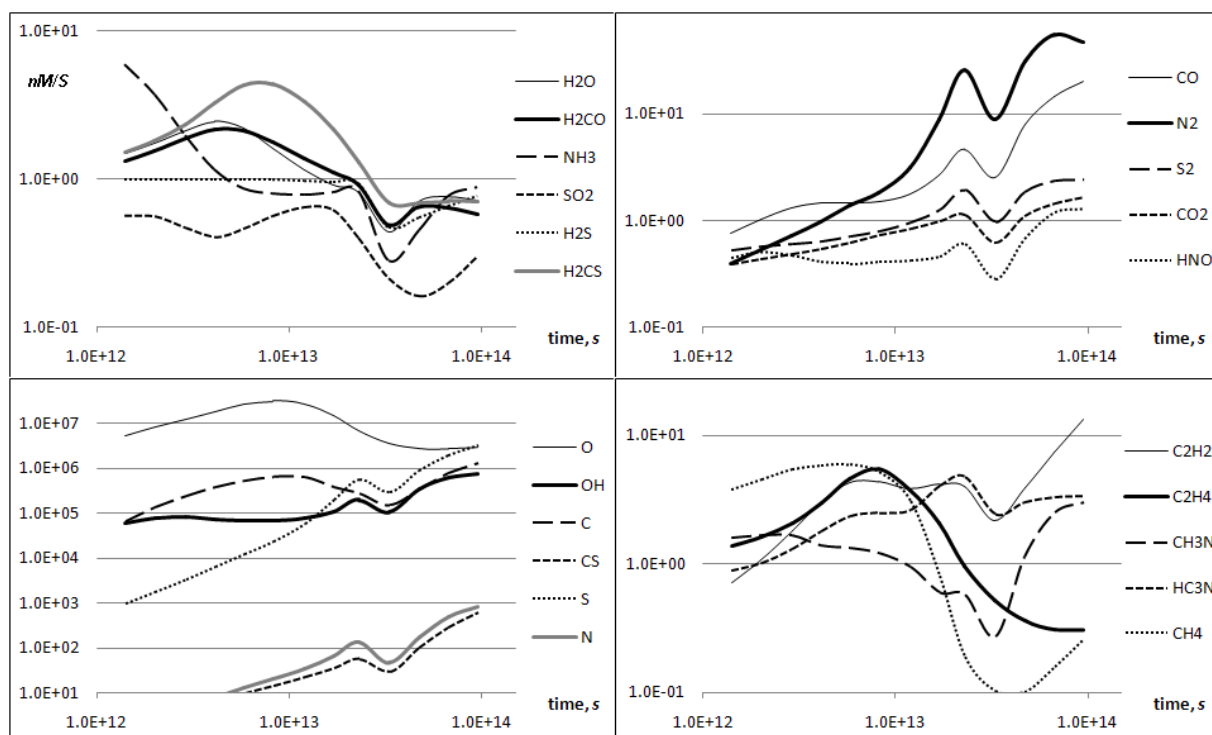 1.0E+01
nM/S
1.0E+00
1.0E-01
1.0E+12
1.0E+13
1.0E+14
time, s
H2O
H2CO
NH3
SO2
H2S
H2CS
1.0E+01
1.0E+00
1.0E-01
1.0E+12
1.0E+13
1.0E+14
time, s
CO
N2
S2
CO2
HNO
1.0E+07
1.0E+06
1.0E+05
1.0E+04
1.0E+03
1.0E+02
1.0E+01
1.0E+12
1.0E+13
1.0E+14
time, s
O
OH
C
CS
S
N
1.0E+01
1.0E+00
1.0E-01
1.0E+12
1.0E+13
1.0E+14
time, s
C2H2
C2H4
CH3N
HC3N
CH4